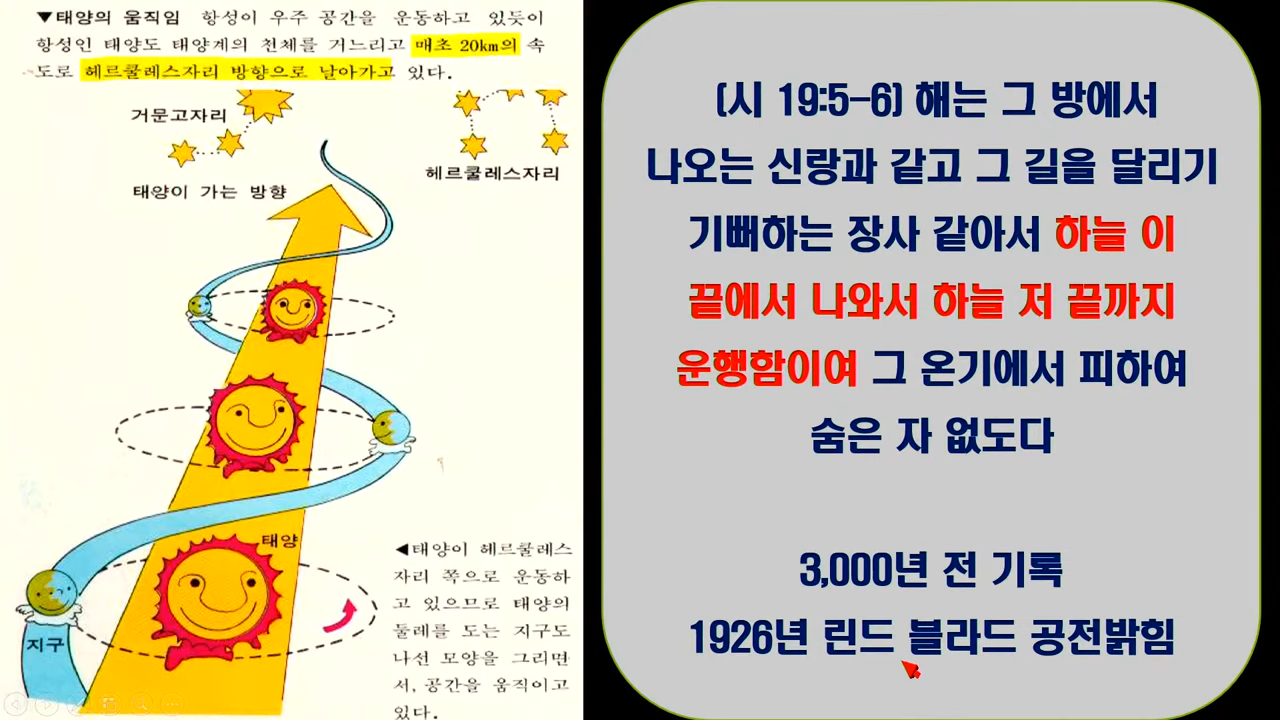 ▼태양의 움직임 항성이 우주 공간을 운동하고 있듯이
항성인 태양도 태양계의 천체를 거느리고 매초 20km의 속
도로 헤르쿨레스자리 방향으로 날아가고 있다.
거문고자리
헤르쿨레스자리
태양이 가는 방향
태양
지구
◀태양이 헤르쿨레스
자리 쪽으로 운동하
고 있으므로 태양의
둘레를 도는 지구도
나선 모양을 그리면
서, 공간을 움직이고
있다.
(시 19:5-6) 해는 그 방에서
나오는 신랑과 같고 그 길을 달리기
기뻐하는 장사 같아서 하늘 이
끝에서 나와서 하늘 저 끝까지
운행함이여 그 온기에서 피하여
숨은 자 없도다
3,000년 전 기록
1926년 린드 블라드 공전밝힘